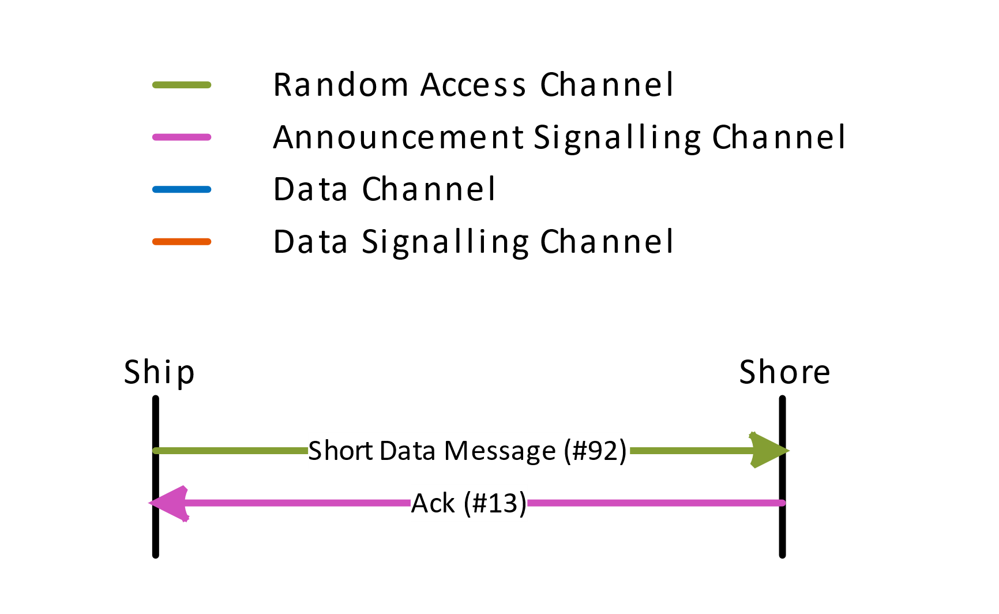 Random Access Channel
Announcement Signalling Channel
Data Channel
Data Signalling Channel
Ship
Shore
Short Data Message (#92)
Ack (#13)